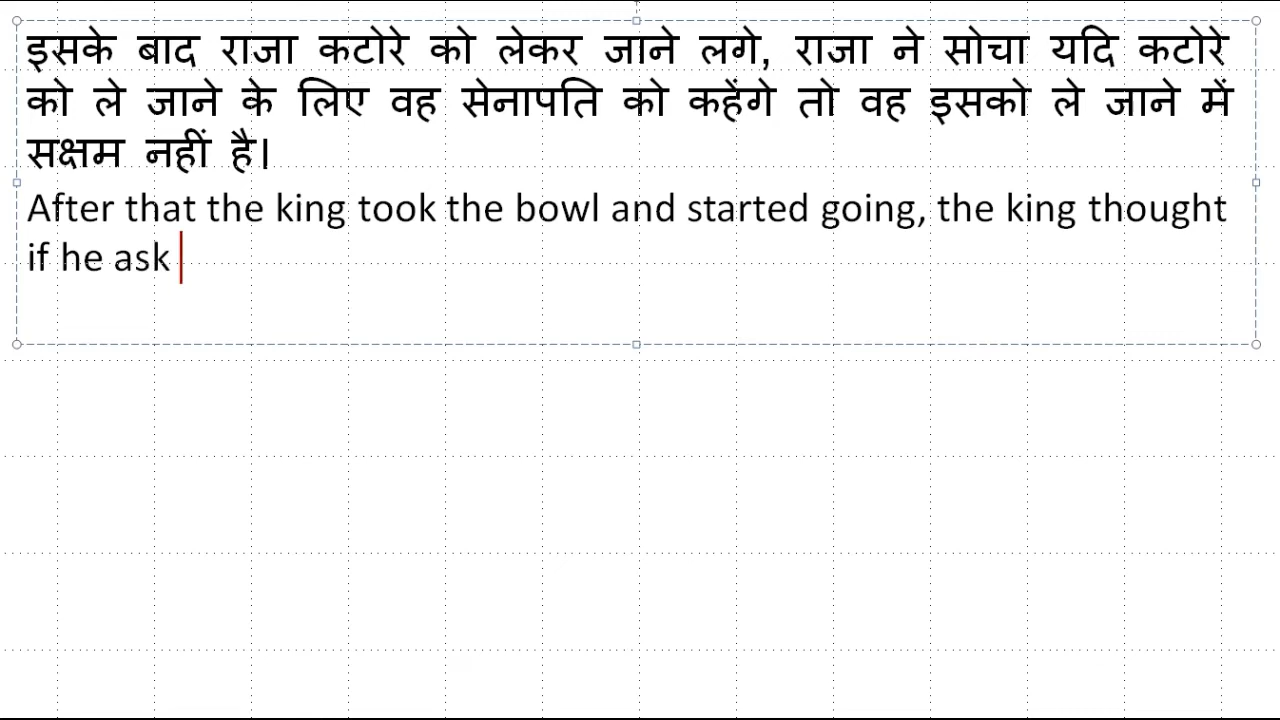 इसके बाद राजा कटोरे को लेकर जाने लगे, राजा ने सोचा यदि कटोरे
को ले जाने के लिए वह सेनापति को कहेंगे तो वह इसको ले जाने में
सक्षम नहीं है।
After that the king took the bowl and started going, the king thought
if he ask